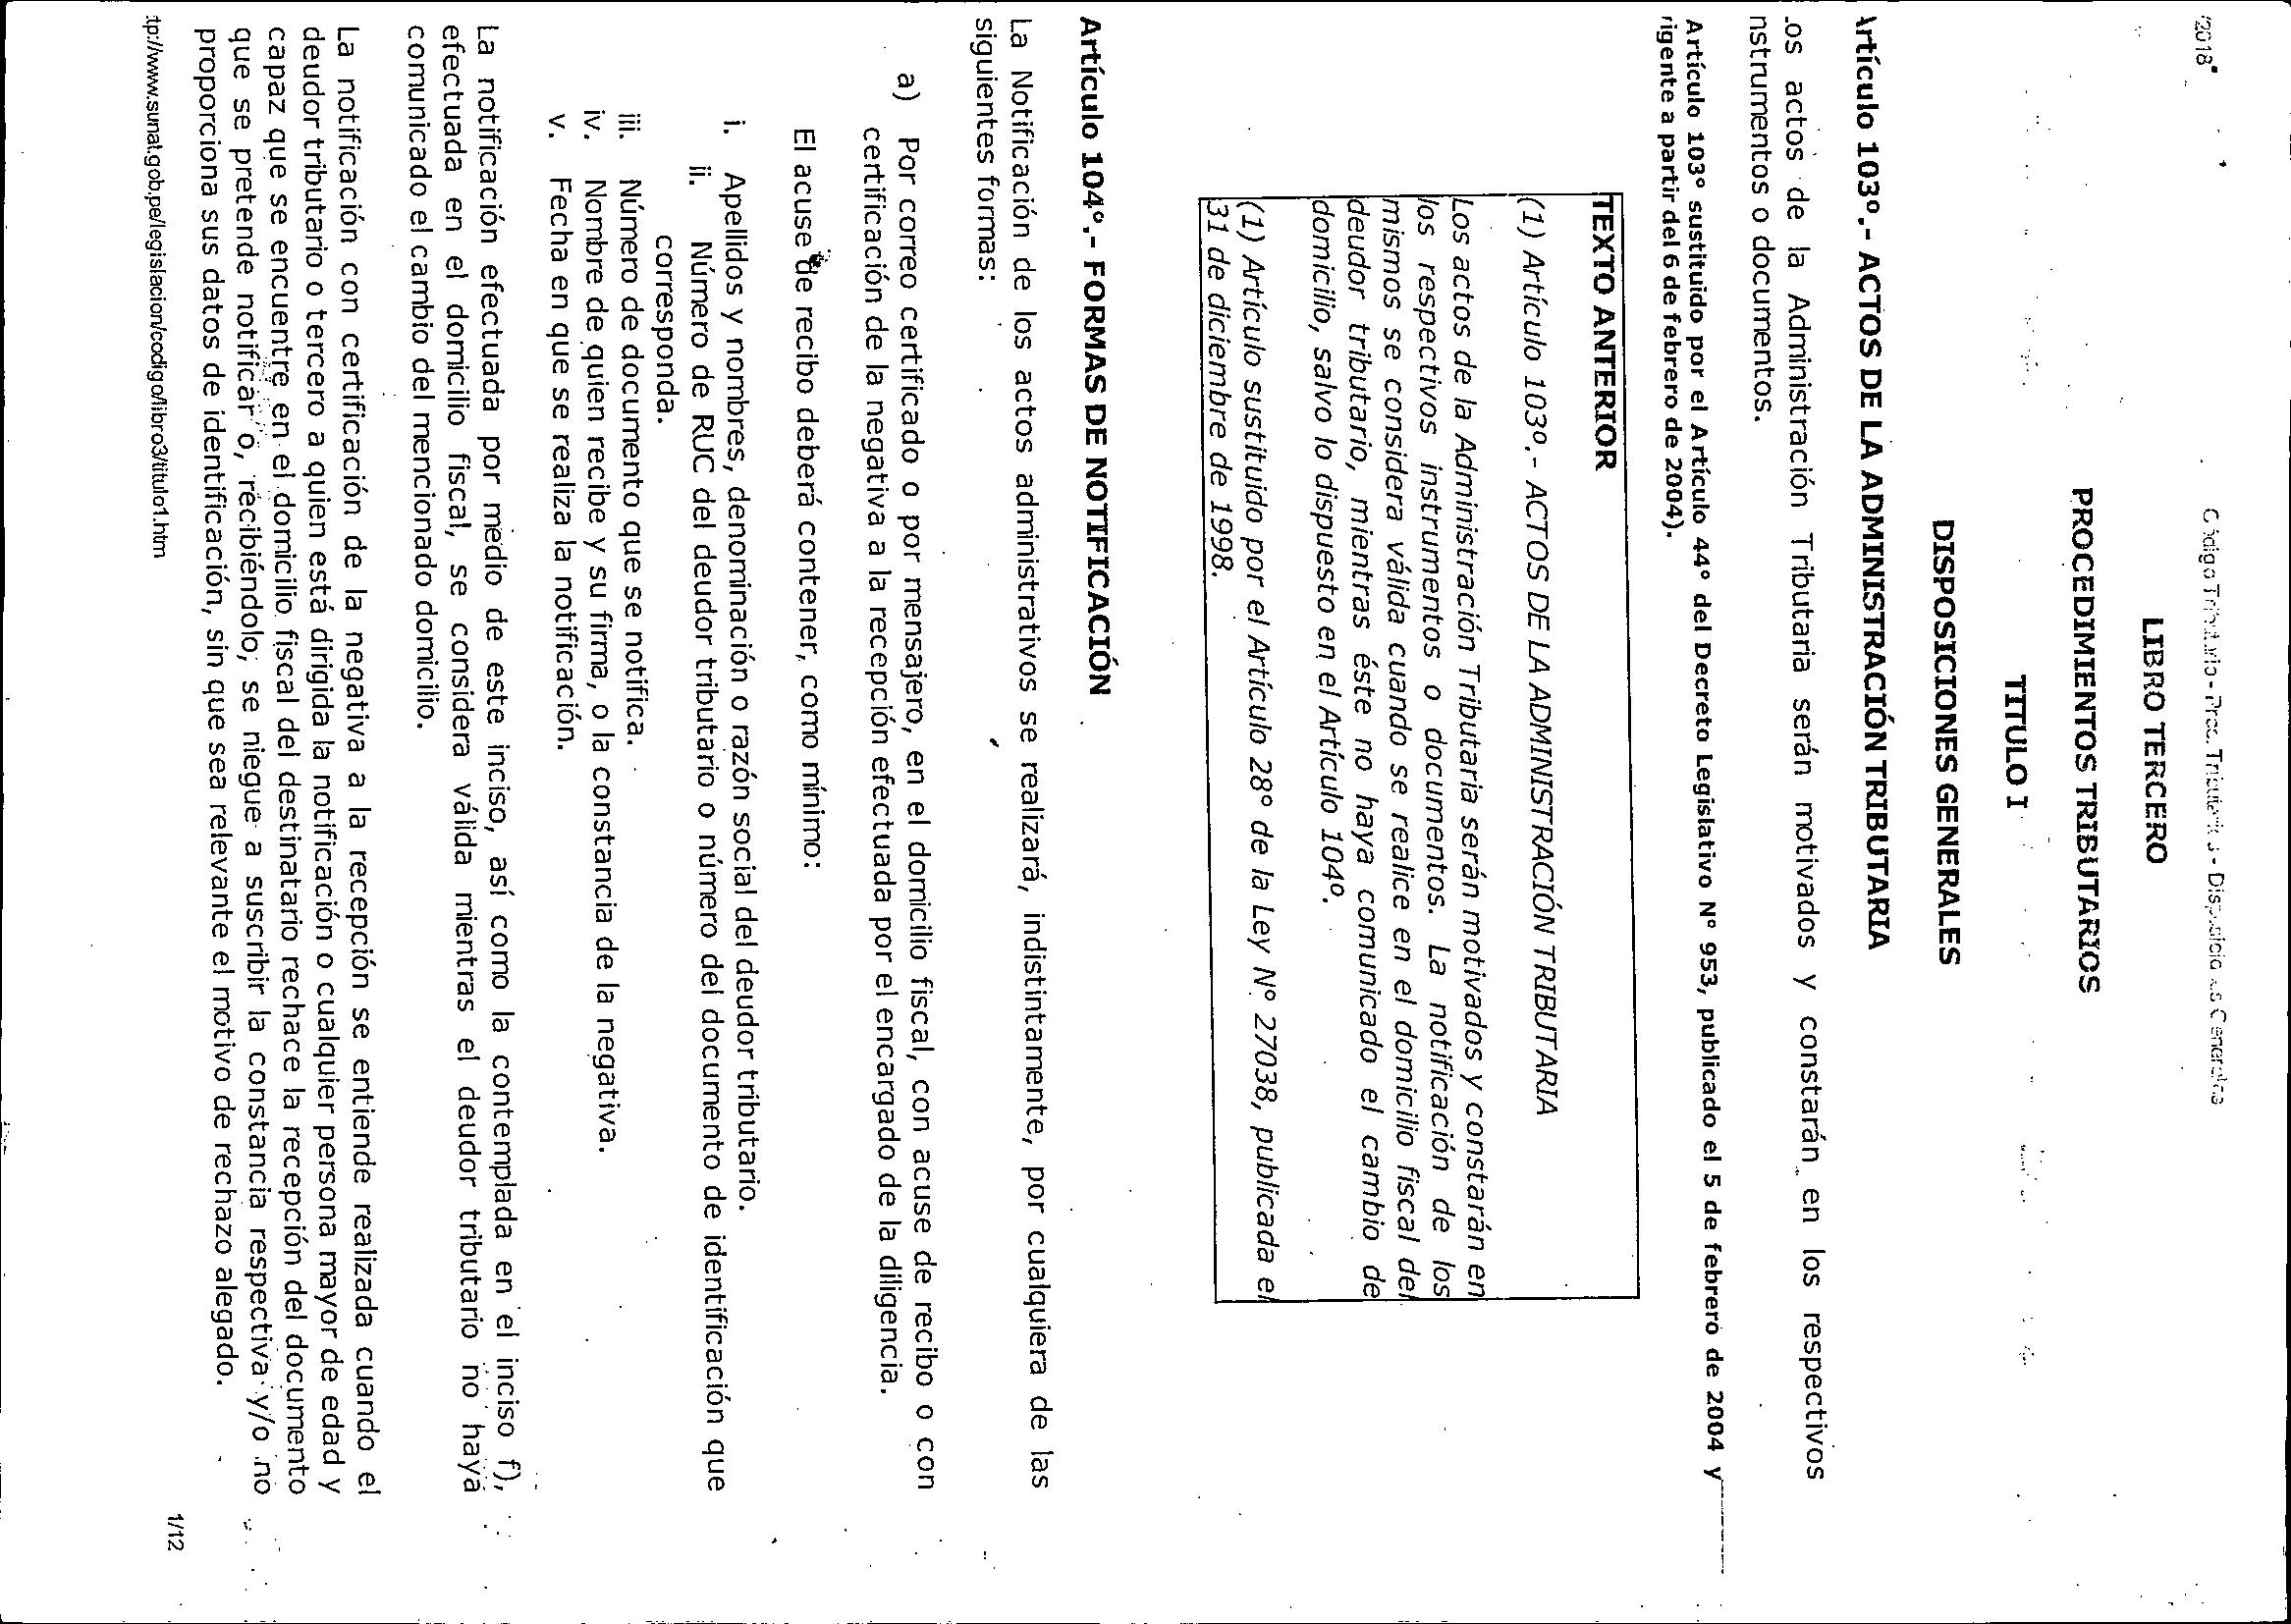 /2018
Código Tributario - Proc. Tributarios - Disposiciones Generales
LIBRO TERCERO
PROCEDIMIENTOS TRIBUTARIOS
TITULO I
DISPOSICIONES GENERALES
Artículo 103º.- ACTOS DE LA ADMINISTRACIÓN TRIBUTARIA
Los actos de la Administración Tributaria serán motivados y constarán en los respectivos
nstrumentos o documentos.
Artículo 103° sustituido por el Artículo 44° del Decreto Legislativo N° 953, publicado el 5 de febrero de 2004 y
rigente a partir del 6 de febrero de 2004).
TEXTO ANTERIOR
(1) Artículo 103º.- ACTOS DE LA ADMINISTRACIÓN TRIBUTARIA
Los actos de la Administración Tributaria serán motivados y constarán en
los respectivos instrumentos o documentos. La notificación de los
mismos se considera válida cuando se realice en el domicilio fiscal del
deudor tributario, mientras éste no haya comunicado el cambio de
domicilio, salvo lo dispuesto en el Artículo 104º.
(1) Artículo sustituido por el Artículo 28° de la Ley N° 27038, publicada el
31 de diciembre de 1998.
Artículo 104°.- FORMAS DE NOTIFICACIÓN
La Notificación de los actos administrativos se realizará, indistintamente, por cualquiera de las
siguientes formas:
a) Por correo certificado o por mensajero, en el domicilio fiscal, con acuse de recibo o con
certificación de la negativa a la recepción efectuada por el encargado de la diligencia.
El acuse de recibo deberá contener, como mínimo:
i. Apellidos y nombres, denominación o razón social del deudor tributario.
ii. Número de RUC del deudor tributario o número del documento de identificación que
corresponda.
iii. Número de documento que se notifica.
iv. Nombre de quien recibe y su firma, o la constancia de la negativa.
v. Fecha en que se realiza la notificación.
La notificación efectuada por medio de este inciso, así como la contemplada en el inciso f),
efectuada en el domicilio fiscal, se considera válida mientras el deudor tributario no haya
comunicado el cambio del mencionado domicilio.
La notificación con certificación de la negativa a la recepción se entiende realizada cuando el
deudor tributario o tercero a quien está dirigida la notificación o cualquier persona mayor de edad y
capaz que se encuentre en el domicilio fiscal del destinatario rechace la recepción del documento
que se pretende notificar o, recibiéndolo, se niegue a suscribir la constancia respectiva y/o no
proporciona sus datos de identificación, sin que sea relevante el motivo de rechazo alegado.
:tp://www.sunat.gob.pe/legislacion/codigo/libro3/titulo1.htm
1/12